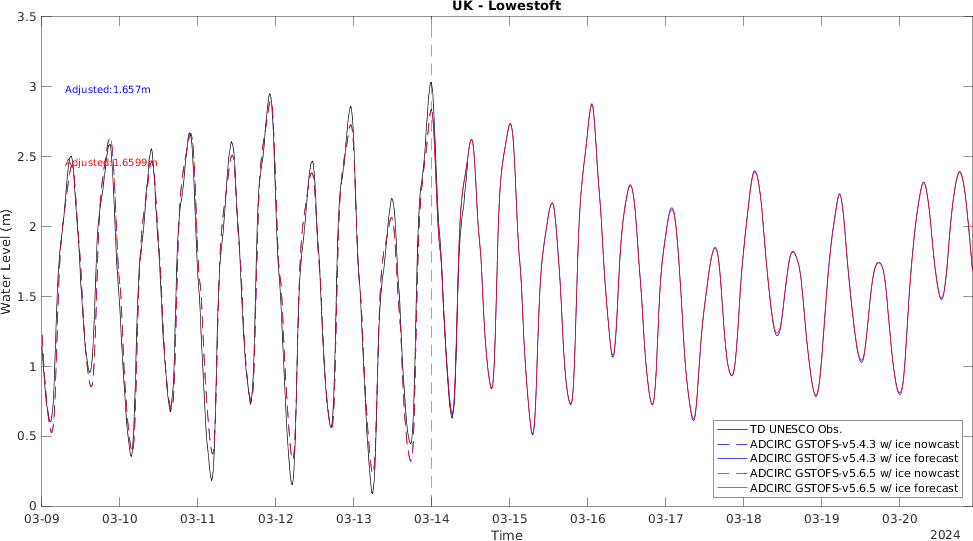 UK - Lowestoft
3.5
3
2.5
2
1.5
1
0.5
0
Water Level (m)
Adjusted:1.657m
Adjusted:1.6599m
TD UNESCO Obs.
ADCIRC GSTOFS-v5.4.3 w/ ice nowcast
ADCIRC GSTOFS-v5.4.3 w/ ice forecast
ADCIRC GSTOFS-v5.6.5 w/ ice nowcast
ADCIRC GSTOFS-v5.6.5 w/ ice forecast
03-09 03-10 03-11 03-12 03-13 03-14 03-15 03-16 03-17 03-18 03-19 03-20
Time
2024